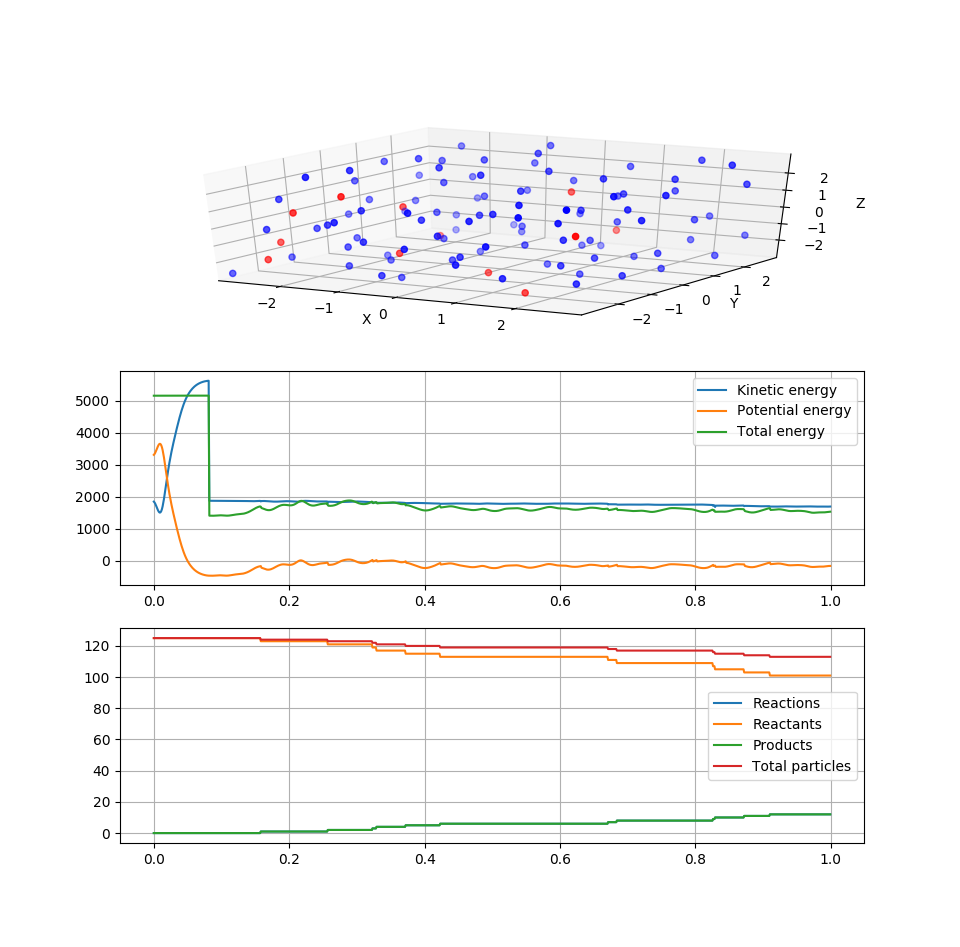 2
1
0
−1
−2
Z
−2
−1
0
1
2
X
−2
−1
0
1
2
Y
5000
4000
3000
2000
1000
0
Kinetic energy
Potential energy
Total energy
0.0 0.2 0.4 0.6 0.8 1.0
120
100
80
60
40
20
0
Reactions
Reactants
Products
Total particles
0.0 0.2 0.4 0.6 0.8 1.0